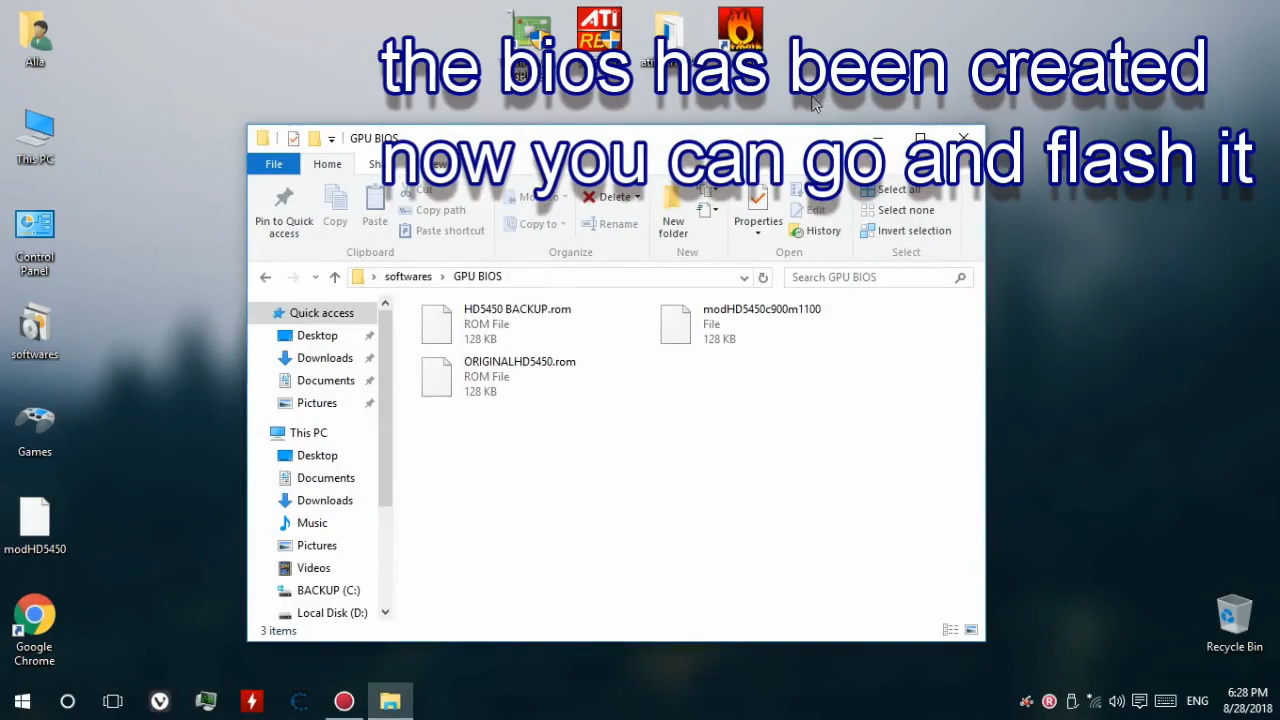 the bios has been created
now you can go and flash it
Alla
This PC
Control
Panel
softwares
Games
modHD5450
Google
Chrome
Recycle Bin
ATI
GPU BIOS
File
Home
Pin to Quick
access
Copy
Paste
Cut
Copy path
Paste shortcut
Clipboard
Copy to
Delete
Rename
Organize
New
folder
New
Properties
Edit
History
Open
Select all
Select none
Invert selection
Select
softwares
GPU BIOS
Search GPU BIOS
Quick access
Desktop
Downloads
Documents
Pictures
This PC
Desktop
Documents
Downloads
Music
Pictures
Videos
BACKUP (C:)
Local Disk (D:)
HD5450 BACKUP.rom
ROM File
128 KB
modHD5450c900m1100
File
128 KB
ORIGINALHD5450.rom
ROM File
128 KB
3 items
ENG
6:28 PM
8/28/2018